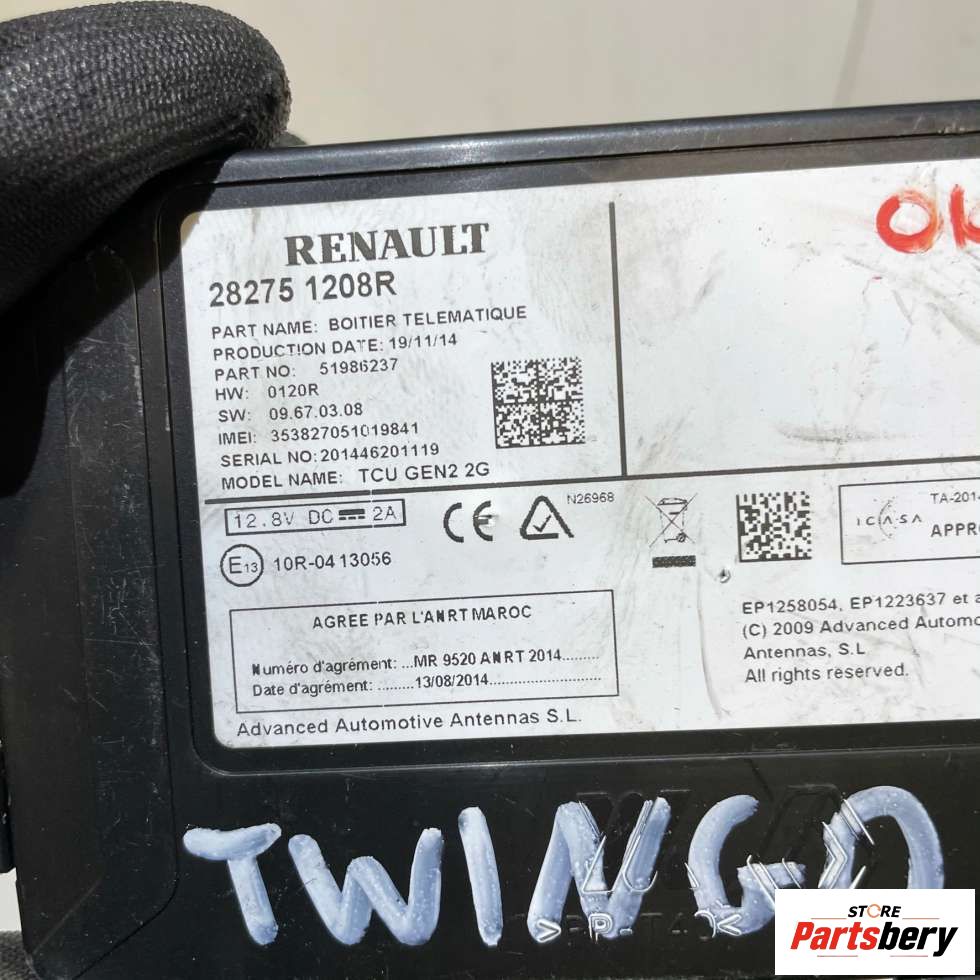 RENAULT
28275 1208R
PART NAME: BOITIER TELEMATIQUE
PRODUCTION DATE: 19/11/14
PART NO: 51986237
HW: 0120R
SW: 09.67.03.08
IMEI: 353827051019841
SERIAL NO: 201446201119
MODEL NAME: TCU GEN2 2G
12.8V DC 2A
CE
N26968
ICASA
TA-2014
APPRO
E13 10R-04 13056
AGREE PAR L'ANRT MAROC
Numéro d'agrément: ...MR 9520 ANRT 2014.........
Date d'agrément: .........13/08/2014...........................
EP1258054, EP1223637 et a
(C) 2009 Advanced Automo
Antennas, S.L
All rights reserved.
Advanced Automotive Antennas S.L.
TWINGO
STORE
Partsbery